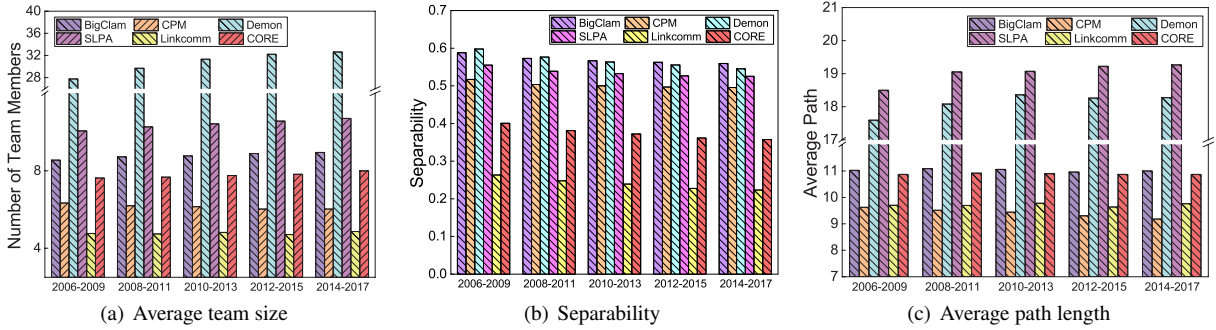 BigClam CPM Demon
SLPA Linkcomm CORE
Number of Team Members
40
36
32
28
8
4
2006-2009 2008-2011 2010-2013 2012-2015 2014-2017
(a) Average team size
BigClam CPM Demon
SLPA Linkcomm CORE
Separability
0.7
0.6
0.5
0.4
0.3
0.2
0.1
0.0
2006-2009 2008-2011 2010-2013 2012-2015 2014-2017
(b) Separability
BigClam CPM Demon
SLPA Linkcomm CORE
Average Path
21
20
19
18
17
11
10
9
8
7
2006-2009 2008-2011 2010-2013 2012-2015 2014-2017
(c) Average path length